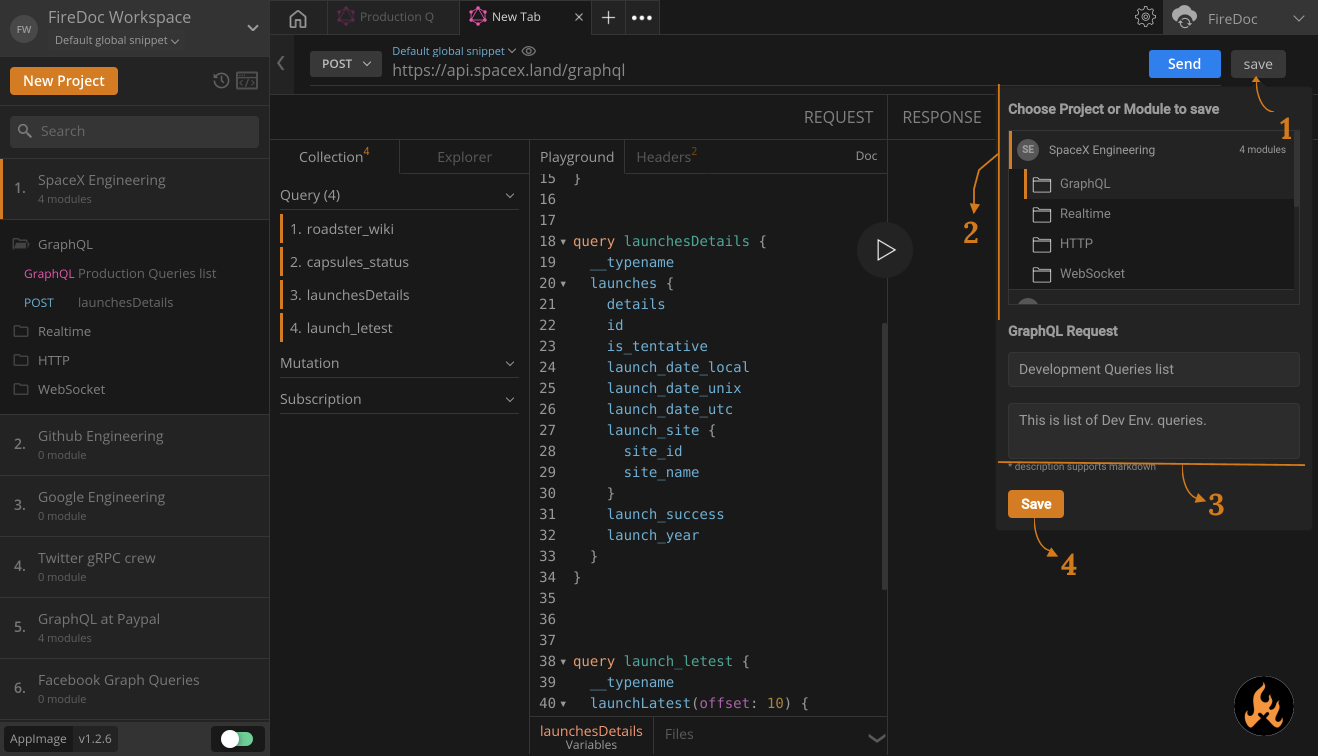 FW
FireDoc Workspace
Default global snippet
New Project
Search
1. SpaceX Engineering
4 modules
GraphQL
GraphQL Production Queries list
POST launchesDetails
Realtime
HTTP
WebSocket
2. Github Engineering
0 module
3. Google Engineering
0 module
4. Twitter gRPC crew
0 module
5. GraphQL at Paypal
4 modules
6. Facebook Graph Queries
0 module
AppImage v1.2.6
Production Q
New Tab
FireDoc
POST
Default global snippet
https://api.spacex.land/graphql
Send
save
REQUEST
RESPONSE
Collection 4
Explorer
Query (4)
1. roadster_wiki
2. capsules_status
3. launchesDetails
4. launch_letest
Mutation
Subscription
Playground
Headers 2
Doc
15 }
16
17
18 query launchesDetails {
19 __typename
20 launches {
21 details
22 id
23 is_tentative
24 launch_date_local
25 launch_date_unix
26 launch_date_utc
27 launch_site {
28 site_id
29 site_name
30 }
31 launch_success
32 launch_year
33 }
34 }
35
36
37
38 query launch_letest {
39 __typename
40 launchLatest(offset: 10) {
launchesDetails
Variables
Files
Choose Project or Module to save
1
SE SpaceX Engineering 4 modules
GraphQL
Realtime
HTTP
WebSocket
2
GraphQL Request
Development Queries list
This is list of Dev Env. queries.
* description supports markdown
3
Save
4